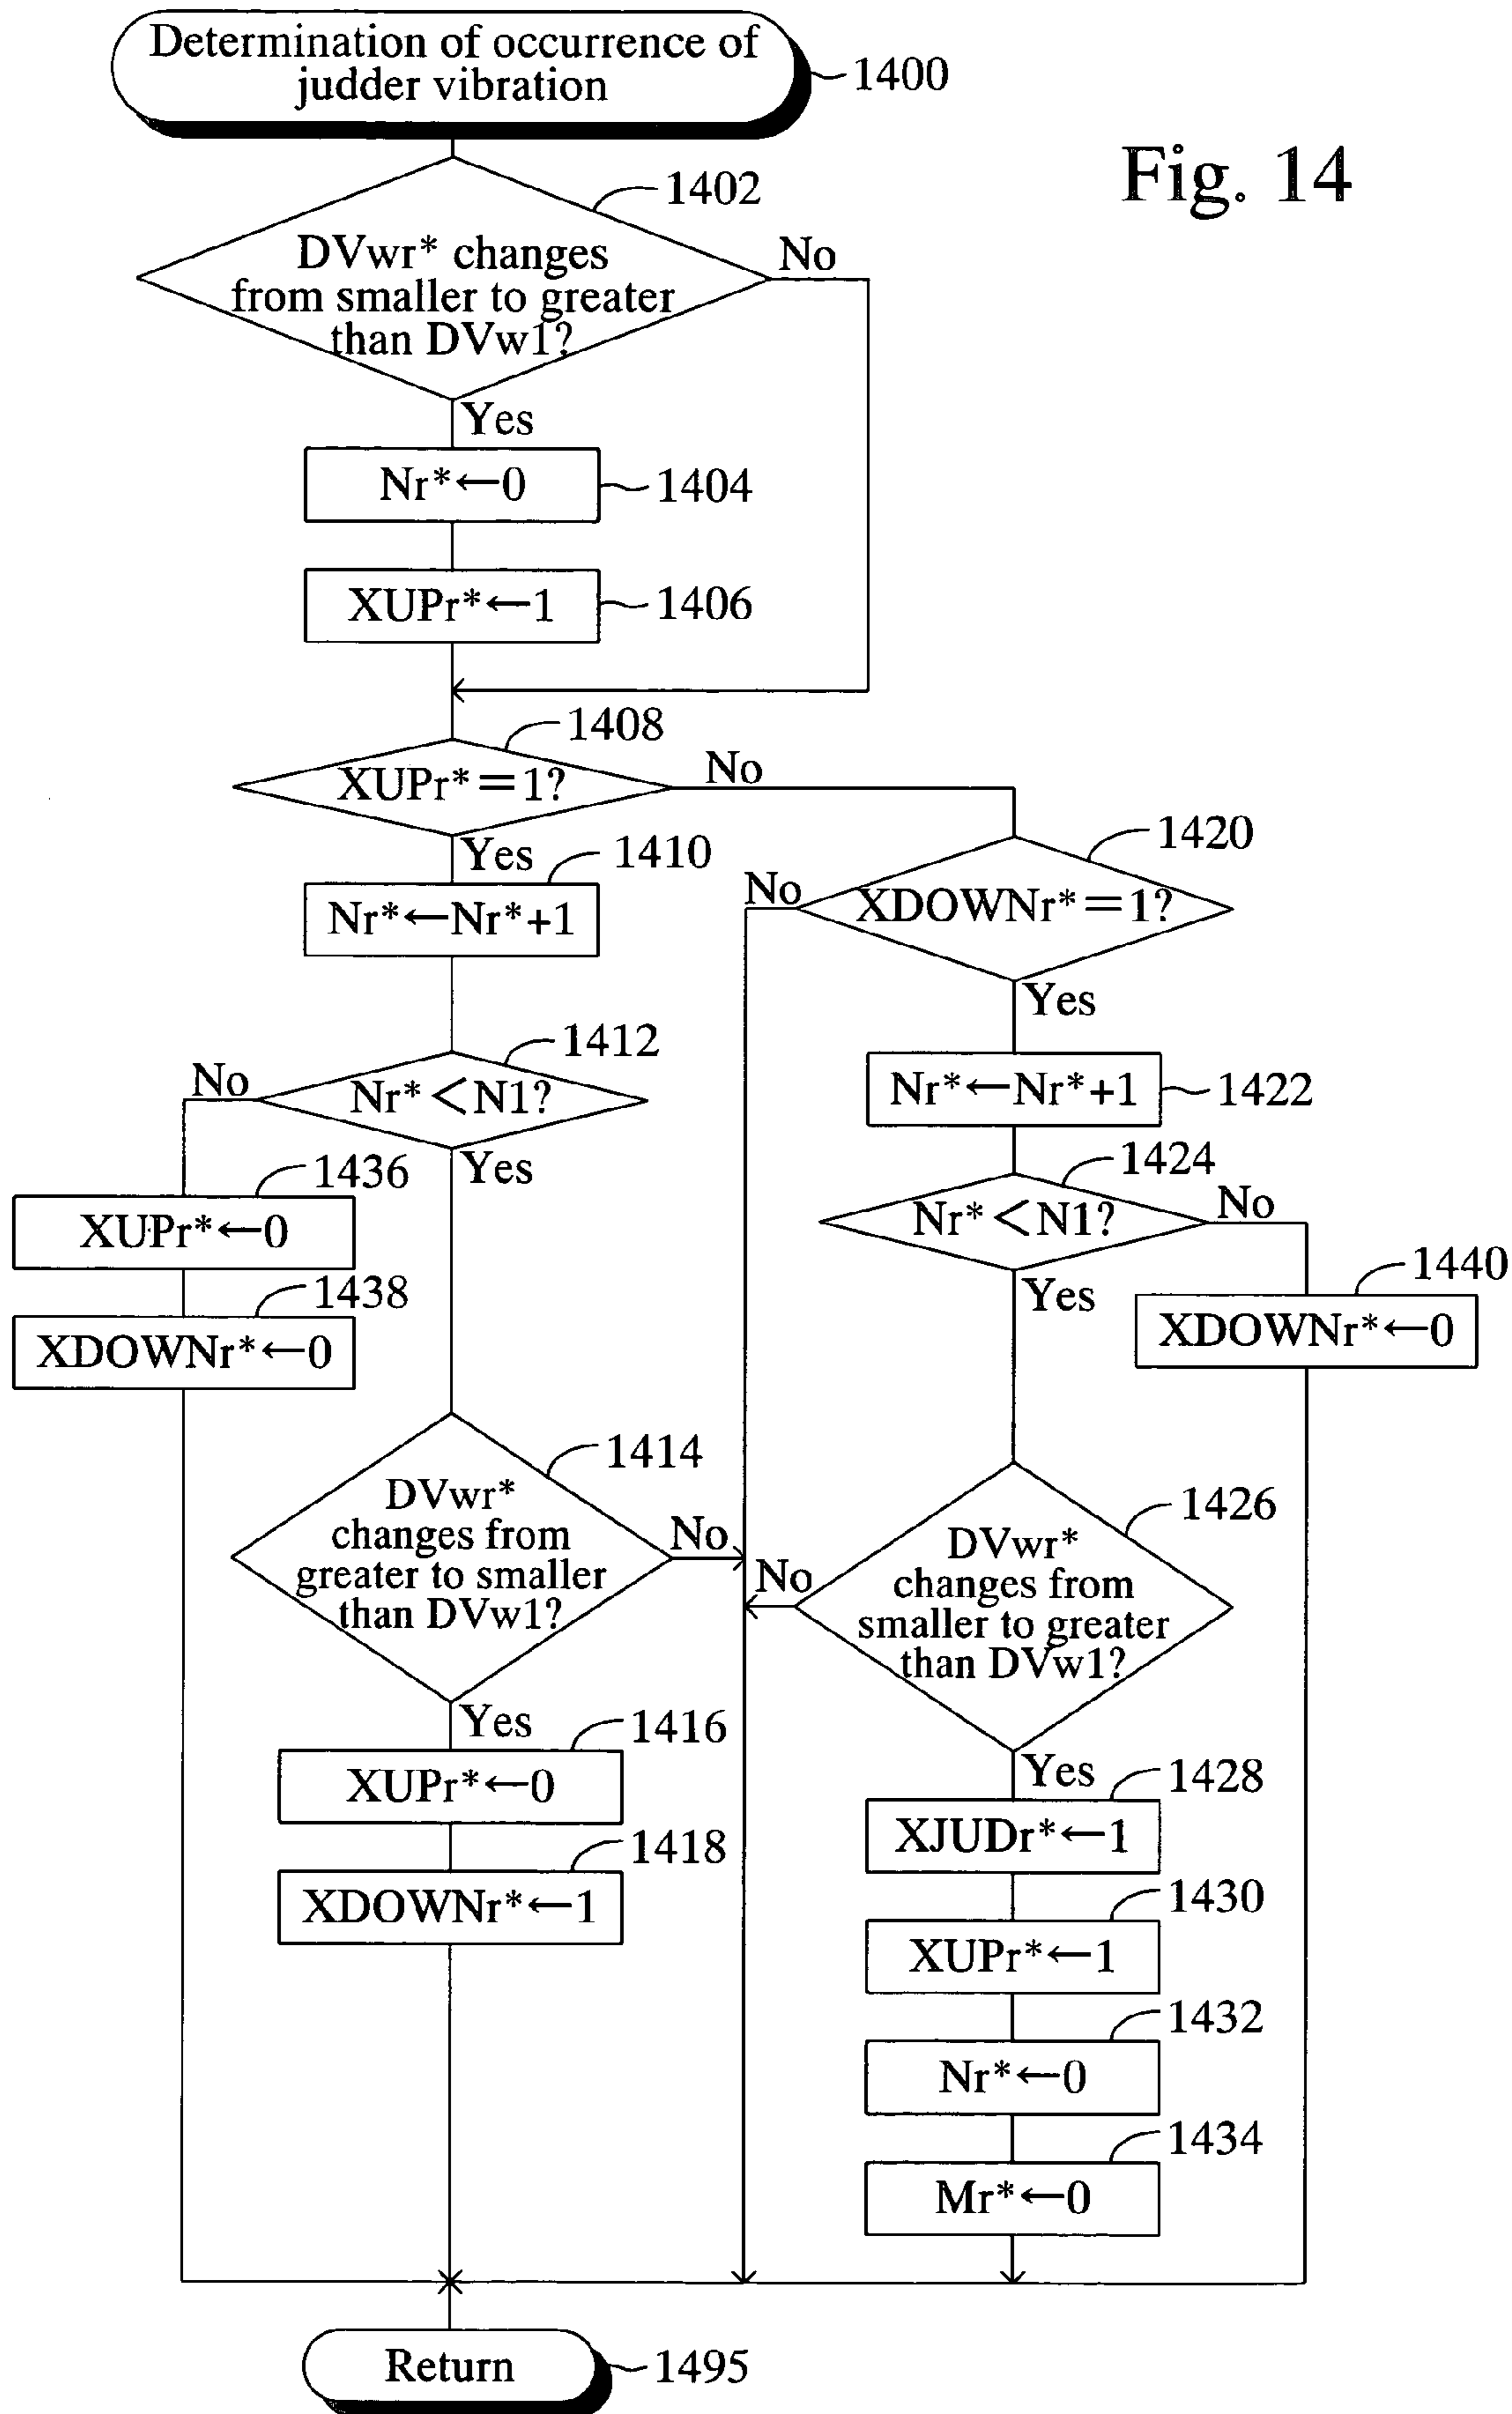 Determination of occurrence of
judder vibration
1400
Fig. 14
1402
DVwr* changes
from smaller to greater
than DVw1?
No
Yes
Nr*←0
1404
XUPr*←1
1406
1408
XUPr*=1?
No
Yes
1410
Nr*←Nr*+1
1420
No
XDOWNr*=1?
Yes
1412
No
Nr*<N1?
Yes
Nr*←Nr*+1
1422
1424
Nr*<N1?
No
Yes
1436
XUPr*←0
1438
XDOWNr*←0
1440
XDOWNr*←0
1414
DVwr*
changes from
greater to smaller
than DVw1?
No
Yes
1426
DVwr*
changes from
smaller to greater
than DVw1?
No
Yes
1416
XUPr*←0
1418
XDOWNr*←1
1428
XJUDr*←1
1430
XUPr*←1
1432
Nr*←0
1434
Mr*←0
Return
1495